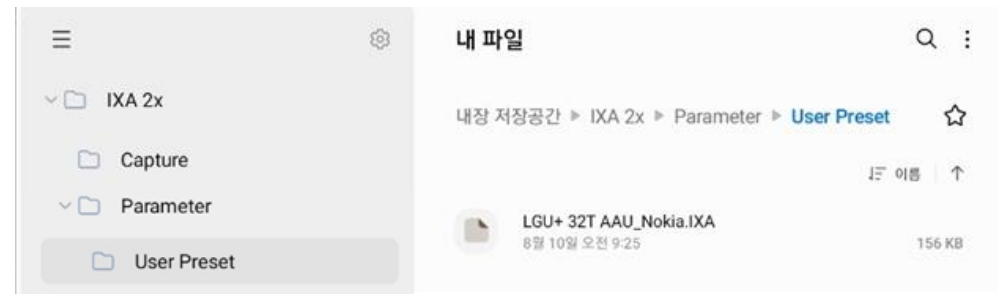 IXA 2x
Capture
Parameter
User Preset
내 파일
내장 저장공간 ▶ IXA 2x ▶ Parameter ▶ User Preset
이름
LGU+ 32T AAU_Nokia.IXA
8월 10일 오전 9:25
156 KB